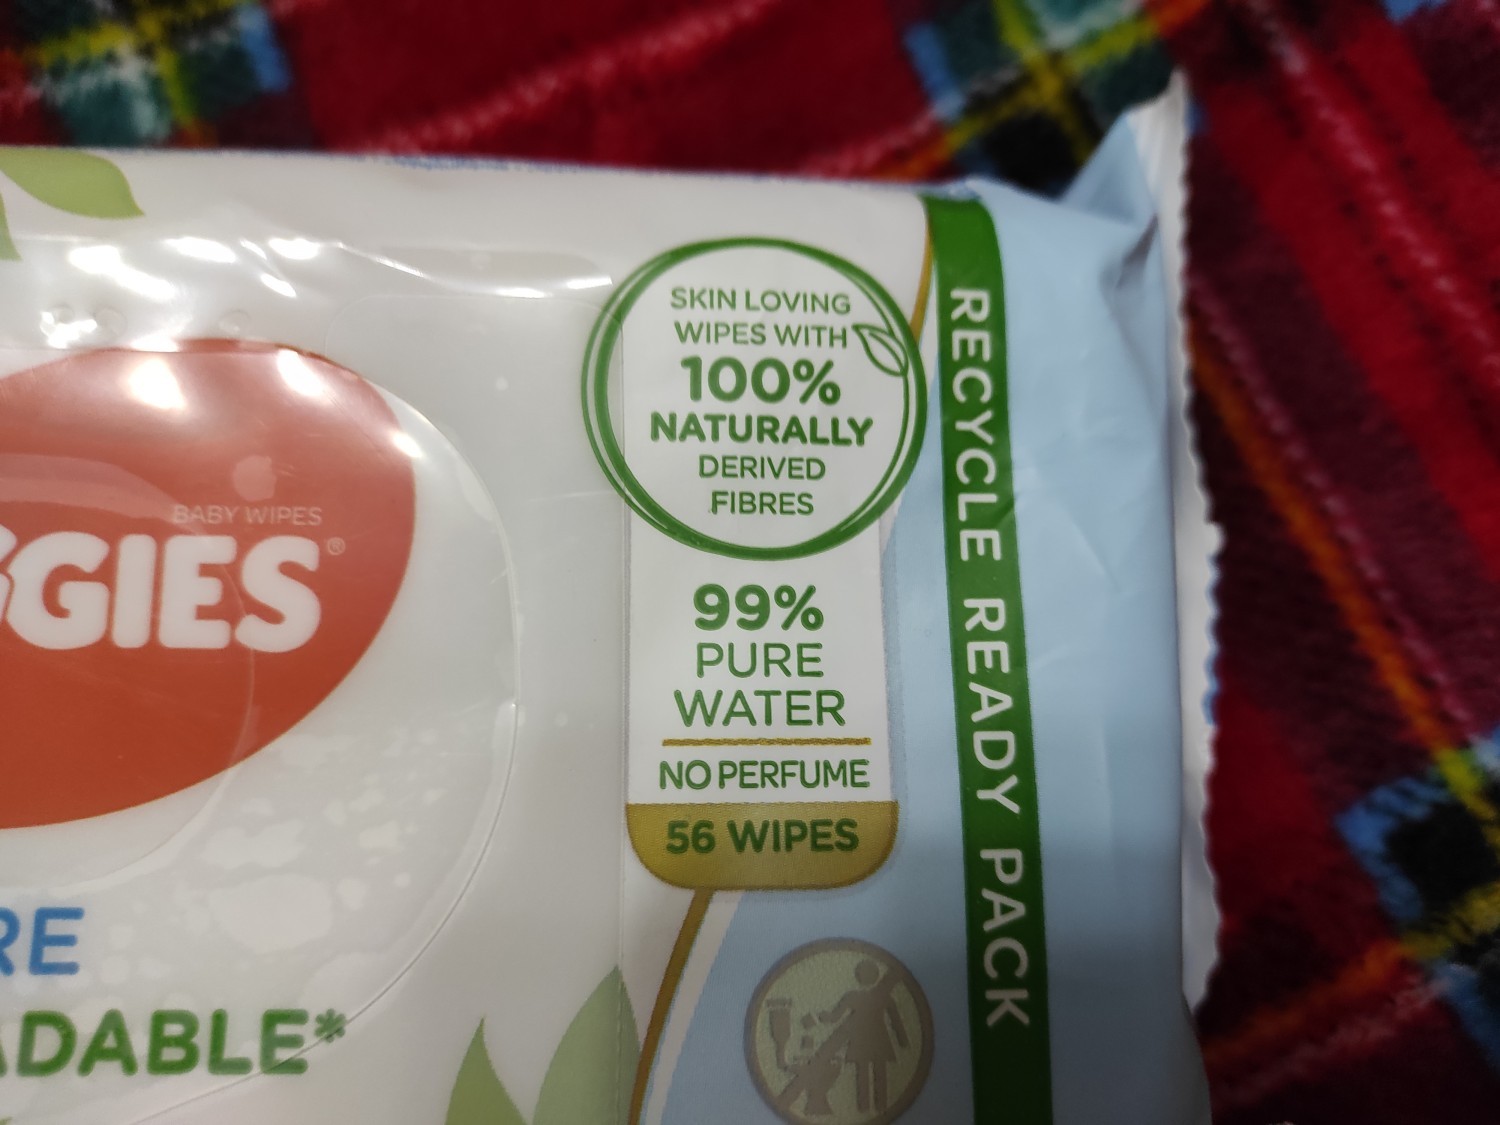 BABY WIPES
GGIES®
RE
ADABLE*
SKIN LOVING
WIPES WITH
100%
NATURALLY
DERIVED
FIBRES
99%
PURE
WATER
NO PERFUME
56 WIPES
RECYCLE READY PACK